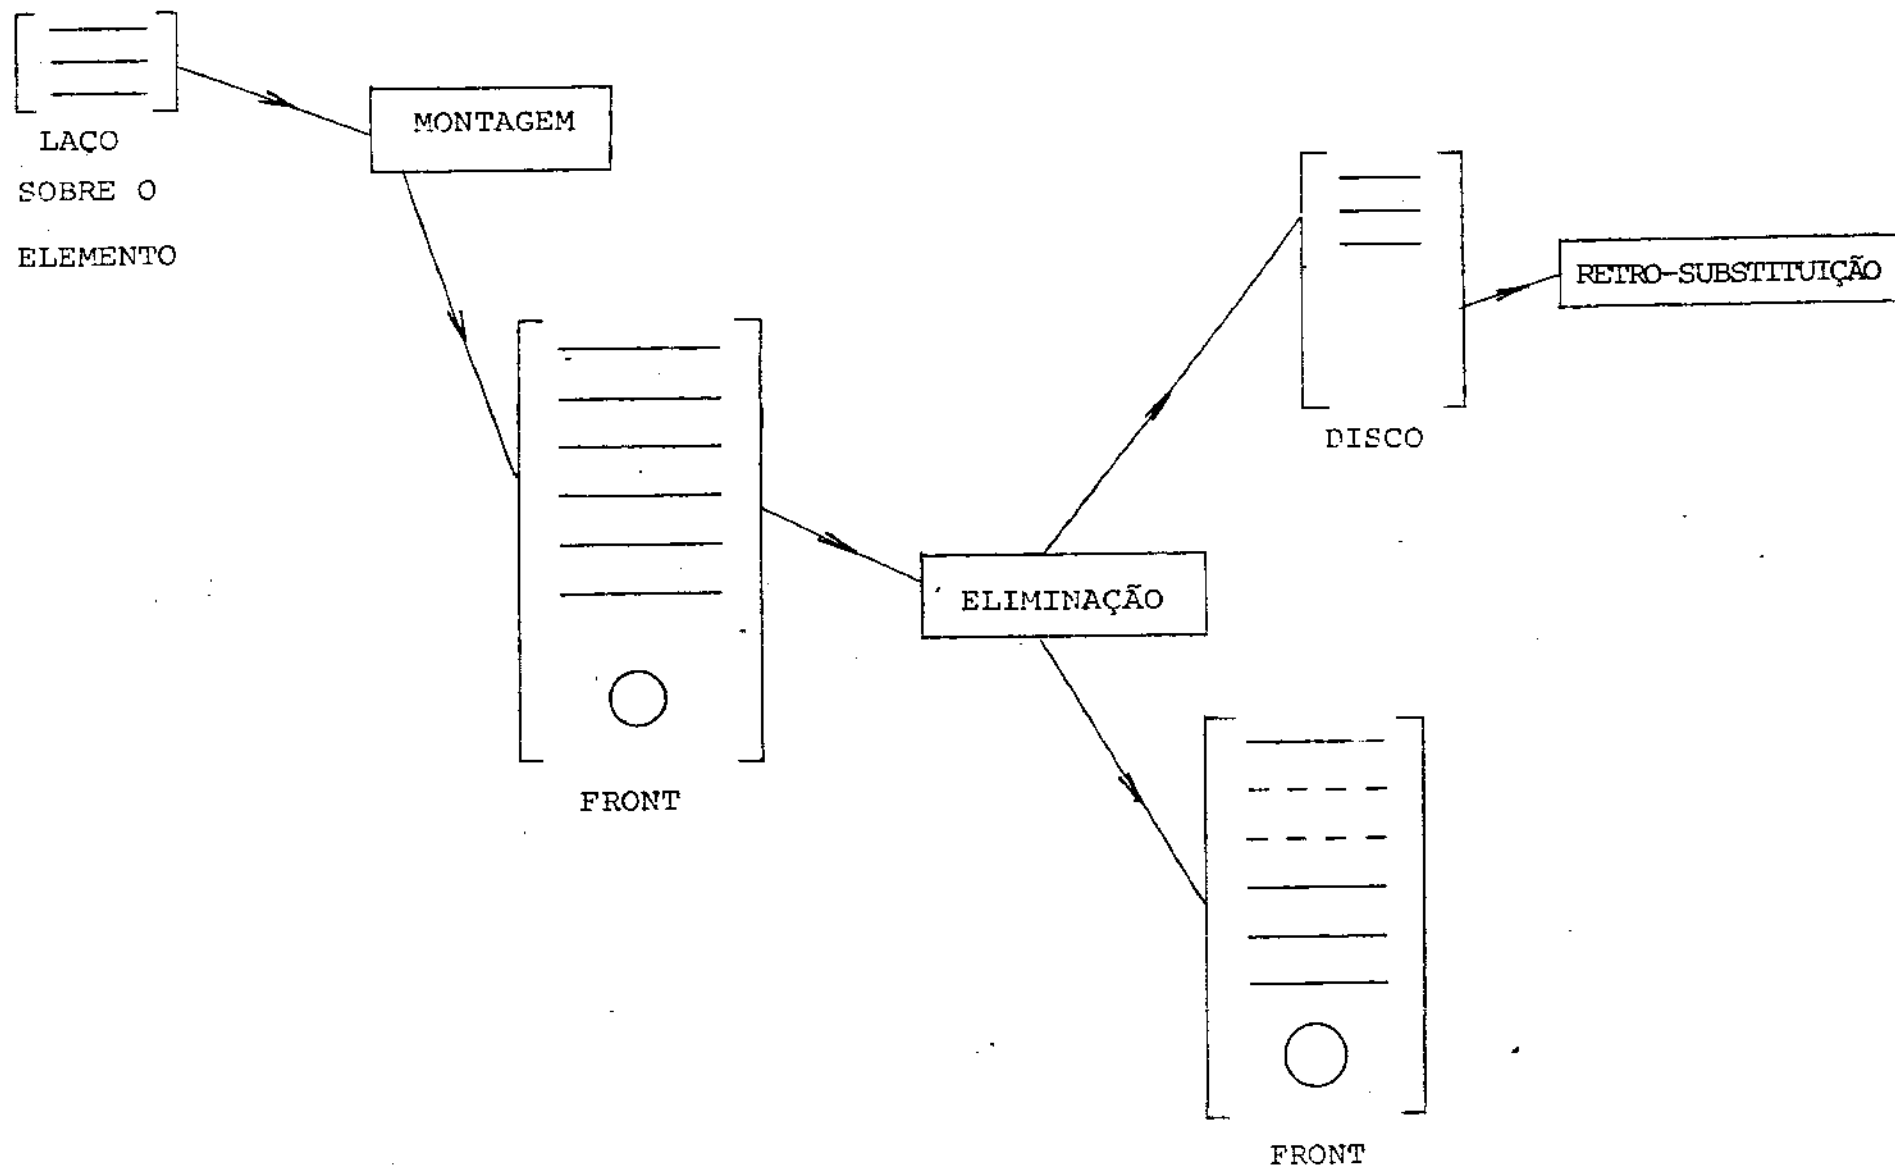 LAÇO
SOBRE O
ELEMENTO
MONTAGEM
FRONT
ELIMINAÇÃO
DISCO
RETRO-SUBSTITUIÇÃO
FRONT